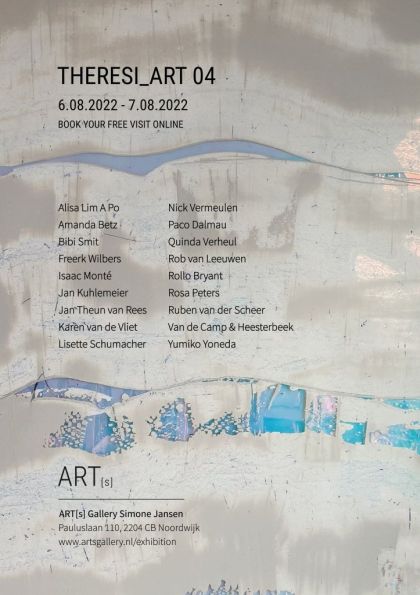 THERESI_ART 04
6.08.2022 - 7.08.2022
BOOK YOUR FREE VISIT ONLINE
Alisa Lim A Po
Amanda Betz
Bibi Smit
Freerk Wilbers
Isaac Monté
Jan Kuhlemeier
Jan Theun van Rees
Karen van de Vliet
Lisette Schumacher
Nick Vermeulen
Paco Dalmau
Quinda Verheul
Rob van Leeuwen
Rollo Bryant
Rosa Peters
Ruben van der Scheer
Van de Camp & Heesterbeek
Yumiko Yoneda
ART[s]
ART[s] Gallery Simone Jansen
Pauluslaan 110, 2204 CB Noordwijk
www.artsgallery.nl/exhibition